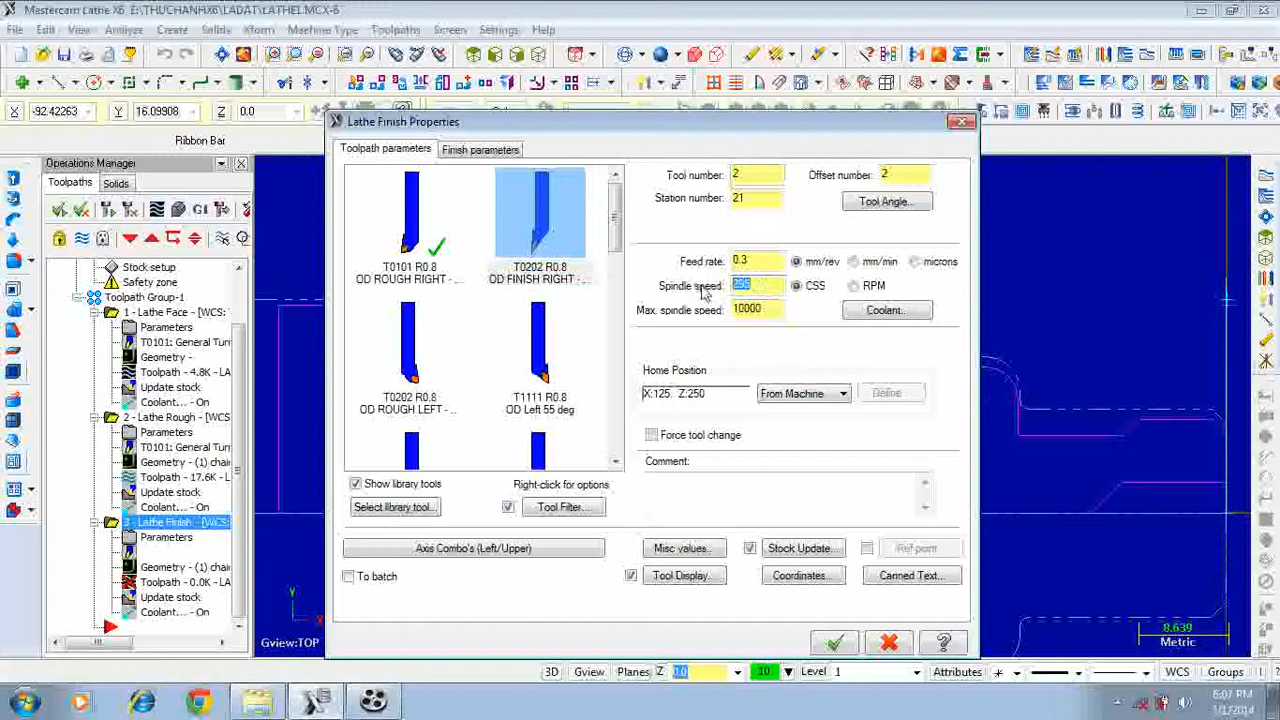 Mastercam Lathe X6 E:\THUCHANHX6\LADAT\LATHE1.MCX-6
File Edit View Analyze Create Solids Xform Machine Type Toolpaths Screen Settings Help
X -92.42263 Y 16.09908 Z 0.0
Ribbon Bar
Operations Manager
Toolpaths Solids
Stock setup
Safety zone
Toolpath Group-1
1 - Lathe Face - [WCS:
Parameters
T0101: General Turn
Geometry -
Toolpath - 4.8K - LA
Update stock
Coolant... - On
2 - Lathe Rough - [WCS
Parameters
T0101: General Turn
Geometry - (1) chain
Toolpath - 17.6K - L
Update stock
Coolant... - On
3 - Lathe Finish - [WCS:
Parameters
Geometry - (1) chain
Toolpath - 0.0K - LA
Update stock
Coolant... - On
Lathe Finish Properties
Toolpath parameters Finish parameters
T0101 R0.8
OD ROUGH RIGHT - ...
T0202 R0.8
OD FINISH RIGHT - ...
T0202 R0.8
OD ROUGH LEFT - ...
T1111 R0.8
OD Left 55 deg
Show library tools
Right-click for options
Select library tool...
Tool Filter....
Axis Combo's (Left/Upper)
To batch
Tool number: 2
Offset number: 2
Station number: 21
Tool Angle...
Feed rate: 0.3
mm/rev mm/min microns
Spindle speed:
CSS RPM
Max. spindle speed: 10000
Coolant..
Home Position
X:125. Z:250
From Machine
Define
Force tool change
Comment:
Misc values..
Stock Update...
Ref point
Tool Display..
Coordinates...
Canned Text...
Gview:TOP
8.639
Metric
3D Gview Planes Z 0.0 10 Level 1 Attributes WCS Groups ?
6:07 PM
7/1/2014